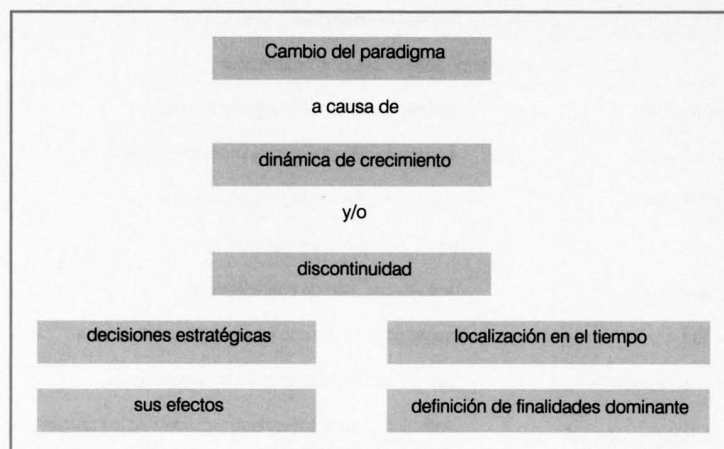 Cambio del paradigma
a causa de
dinámica de crecimiento
y/o
discontinuidad
decisiones estratégicas
localización en el tiempo
sus efectos
definición de finalidades dominante